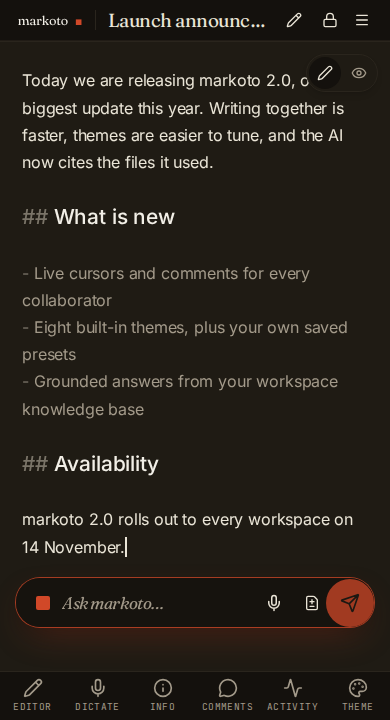 markoto
Launch announc...
Today we are releasing markoto 2.0,
biggest update this year. Writing together is
faster, themes are easier to tune, and the AI
now cites the files it used.
## What is new
- Live cursors and comments for every
collaborator
- Eight built-in themes, plus your own saved
presets
- Grounded answers from your workspace
knowledge base
## Availability
markoto 2.0 rolls out to every workspace on
14 November.
Ask markoto...
EDITOR DICTATE INFO COMMENTS ACTIVITY THEME